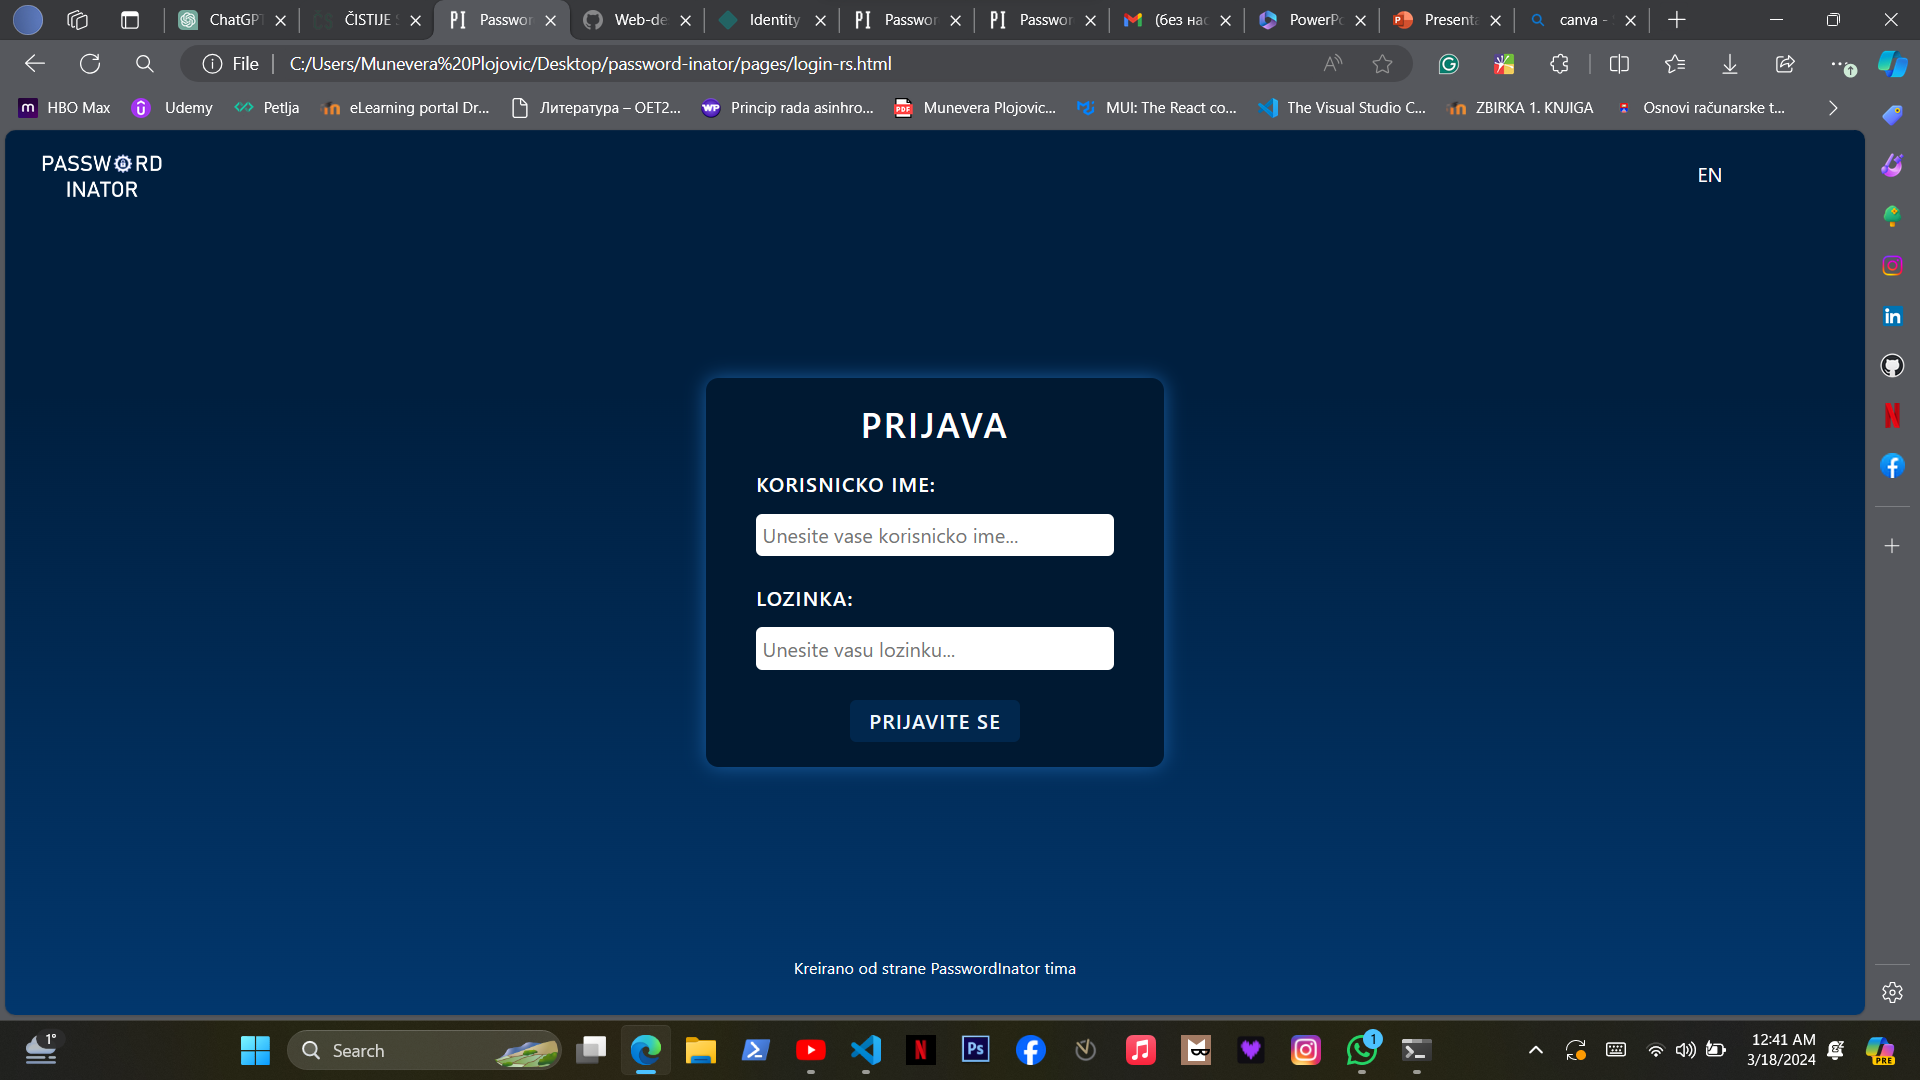 ChatGP
ČISTIJE
Passwor
Web-de
Identity
Passwor
Passwor
(без нас
PowerPo
Presenta
canva -
File
C:/Users/Munevera%20Plojovic/Desktop/password-inator/pages/login-rs.html
HBO Max
Udemy
Petlja
eLearning portal Dr...
Литература – OET2...
Princip rada asinhro...
Munevera Plojovic...
MUI: The React co...
The Visual Studio C...
ZBIRKA 1. KNJIGA
Osnovi računarske t...
PASSWORD
INATOR
EN
PRIJAVA
KORISNICKO IME:
Unesite vase korisnicko ime...
LOZINKA:
Unesite vasu lozinku...
PRIJAVITE SE
Kreirano od strane PasswordInator tima
1°
Search
1
12:41 AM
3/18/2024